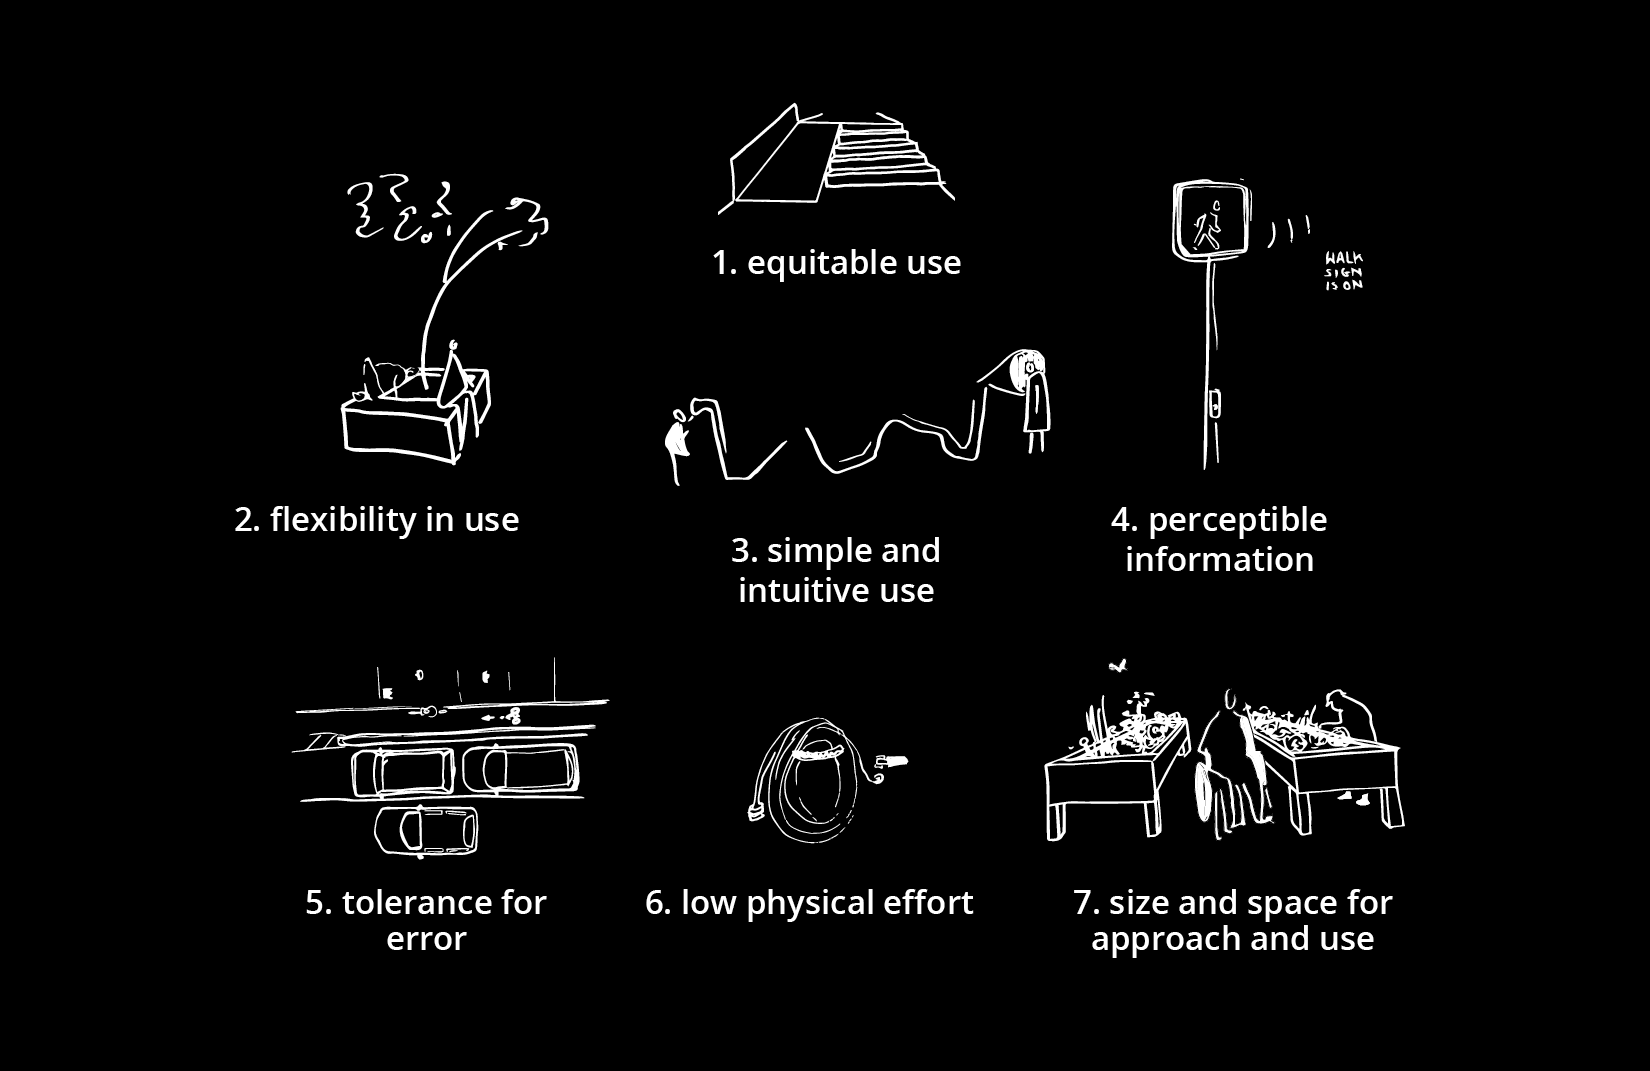 1. equitable use
WALK
SIGN
IS ON
2. flexibility in use
4. perceptible
information
3. simple and
intuitive use
5. tolerance for
error
6. low physical effort
7. size and space for
approach and use